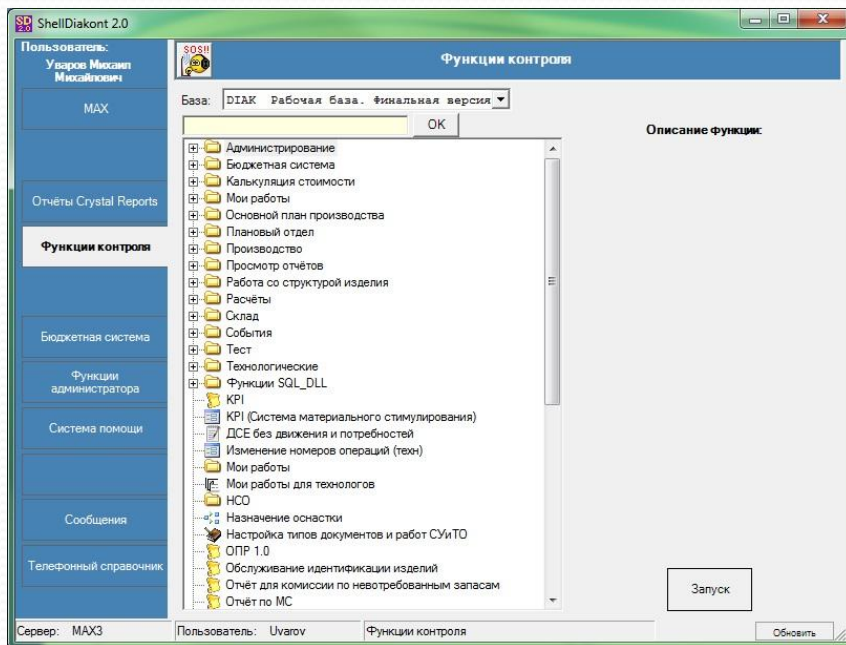 ShellDiakont 2.0
Пользователь:
Уваров Михаил
Михайлович
MAX
Отчёты Crystal Reports
Функции контроля
Бюджетная система
Функции
администратора
Система помощи
Сообщения
Телефонный справочник
SOS!!
Функции контроля
База: DIAK Рабочая база. Финальная версия
OK
Описание функции:
Администрирование
Бюджетная система
Калькуляция стоимости
Мои работы
Основной план производства
Плановый отдел
Производство
Просмотр отчётов
Работа со структурой изделия
Расчёты
Склад
События
Тест
Технологические
Функции SQL_DLL
KPI
KPI (Система материального стимулирования)
ДСЕ без движения и потребностей
Изменение номеров операций (техн)
Мои работы
Мои работы для технологов
НСО
Назначение оснастки
Настройка типов документов и работ СУиТО
ОПР 1.0
Обслуживание идентификации изделий
Отчёт для комиссии по невотребованным запасам
Отчёт по МС
Запуск
Сервер: MAX3 Пользователь: Uvarov Функции контроля Обновить